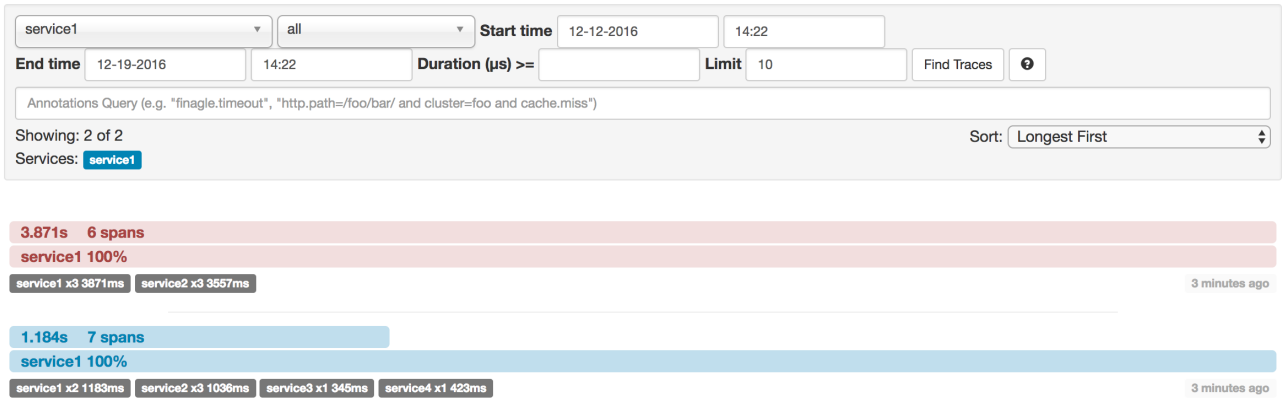 service1 all Start time 12-12-2016 14:22
End time 12-19-2016 14:22 Duration (µs) >= Limit 10 Find Traces ?
Annotations Query (e.g. "finagle.timeout", "http.path=/foo/bar/ and cluster=foo and cache.miss")
Showing: 2 of 2 Sort: Longest First
Services: service1
3.871s 6 spans
service1 100%
service1 x3 3871ms service2 x3 3557ms 3 minutes ago
1.184s 7 spans
service1 100%
service1 x2 1183ms service2 x3 1036ms service3 x1 345ms service4 x1 423ms 3 minutes ago